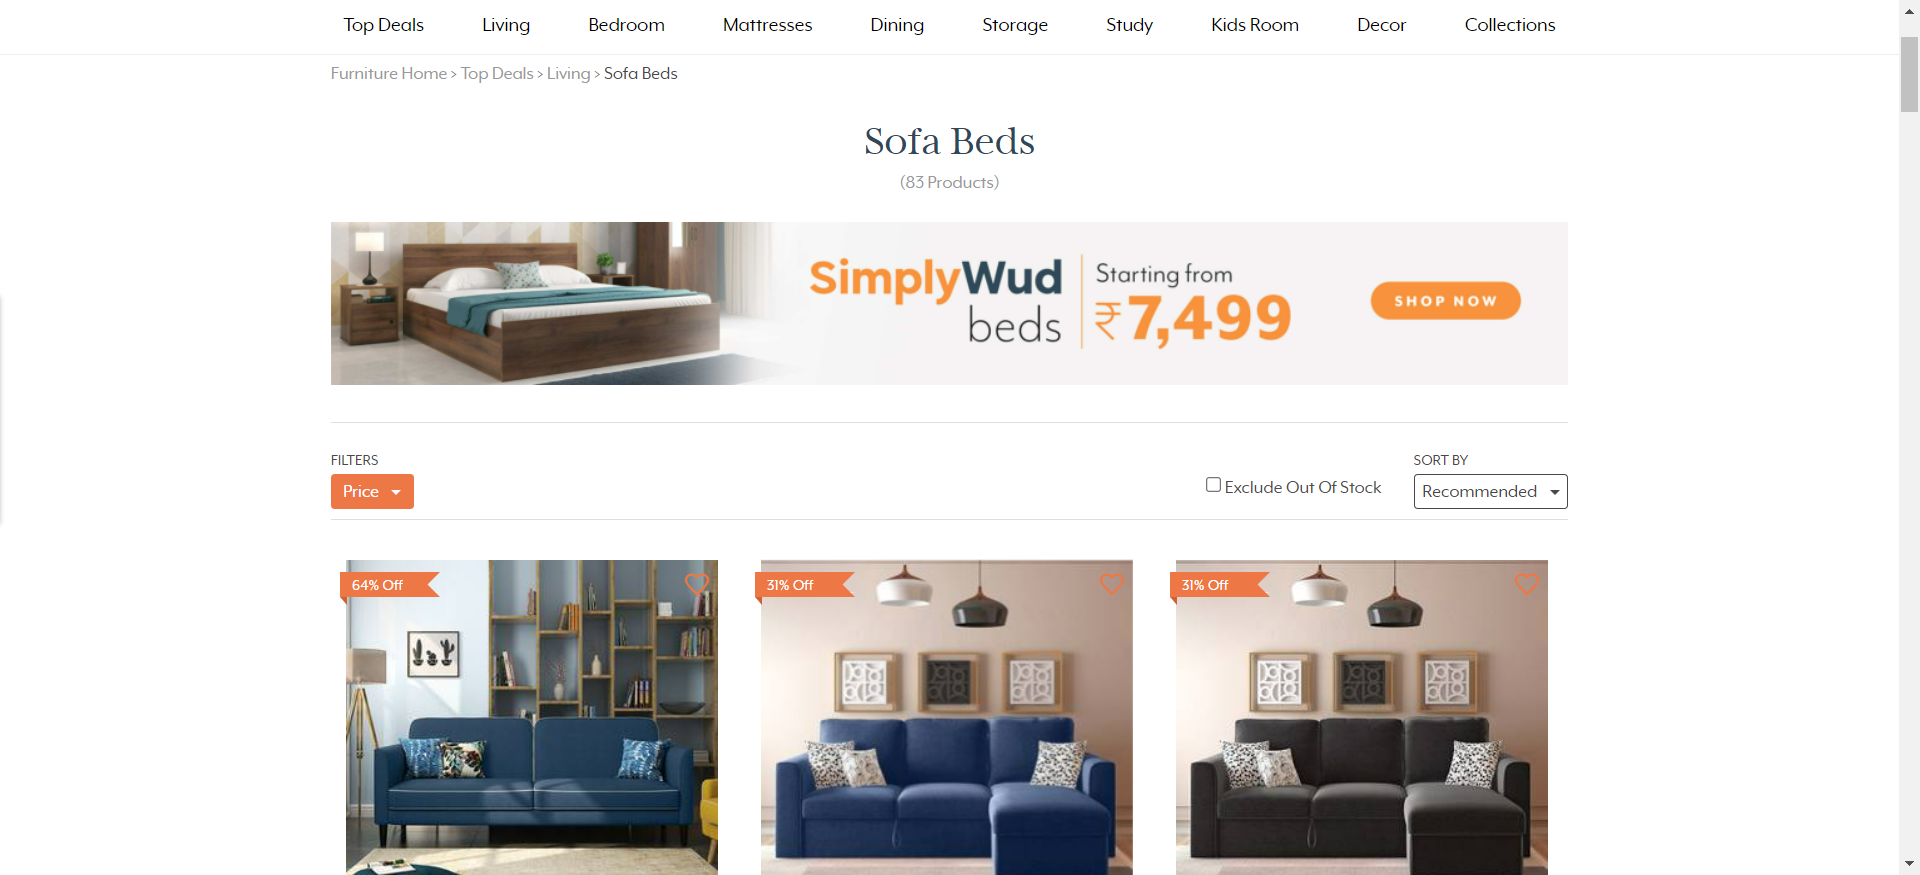 Top Deals Living Bedroom Mattresses Dining Storage Study Kids Room Decor Collections
Furniture Home > Top Deals > Living > Sofa Beds
Sofa Beds
(83 Products)
SimplyWud
beds
Starting from
₹7,499
SHOP NOW
FILTERS
Price
Exclude Out Of Stock
SORT BY
Recommended
64% Off
31% Off
31% Off